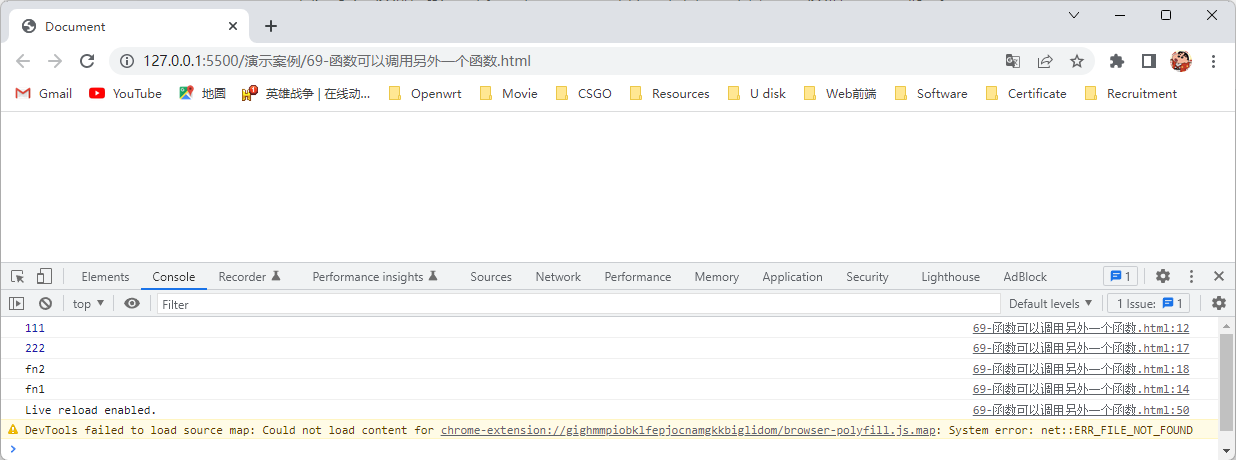 Document
127.0.0.1:5500/演示案例/69-函数可以调用另外一个函数.html
Gmail YouTube 地圖 英雄战争 | 在线动... Openwrt Movie CSGO Resources U disk Web前端 Software Certificate Recruitment
Elements Console Recorder Performance insights Sources Network Performance Memory Application Security Lighthouse AdBlock 1
top Filter Default levels 1 Issue: 1
111 69-函数可以调用另外一个函数.html:12
222 69-函数可以调用另外一个函数.html:17
fn2 69-函数可以调用另外一个函数.html:18
fn1 69-函数可以调用另外一个函数.html:14
Live reload enabled. 69-函数可以调用另外一个函数.html:50
DevTools failed to load source map: Could not load content for chrome-extension://gighmmpiobklfepjocnamgkkbiglidom/browser-polyfill.js.map: System error: net::ERR_FILE_NOT_FOUND